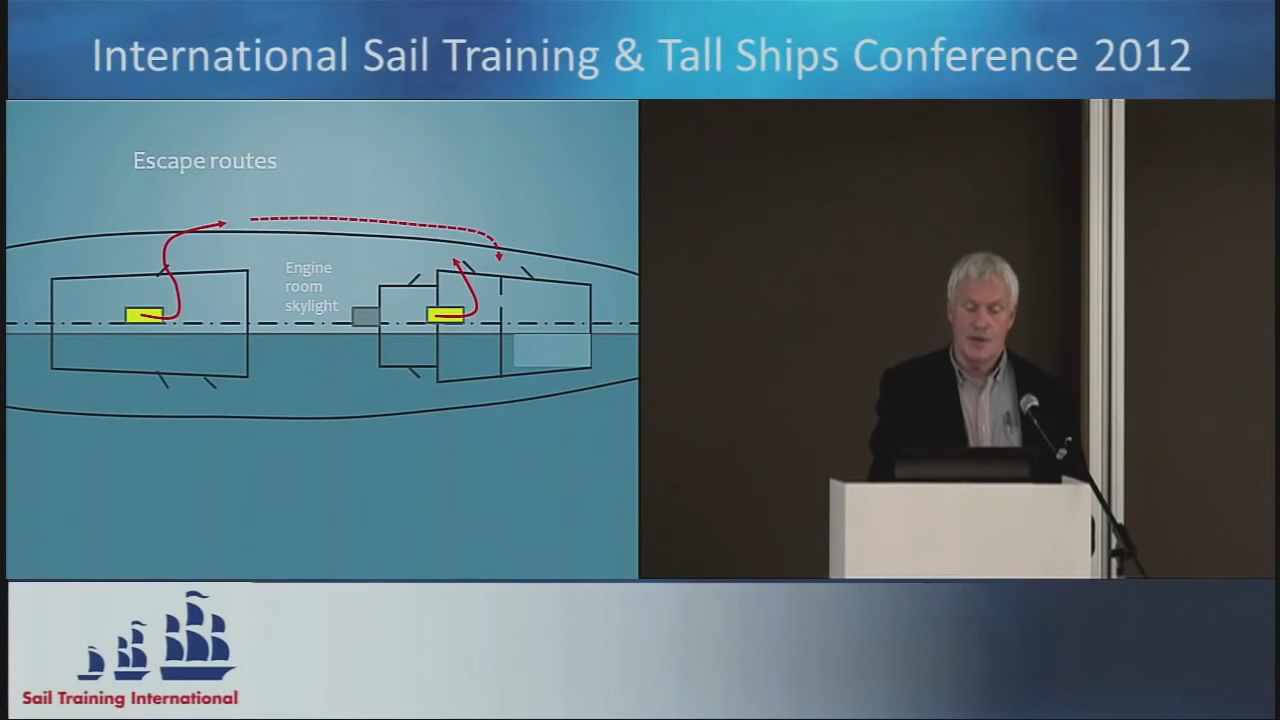 International Sail Training & Tall Ships Conference 2012
Escape routes
Engine
room
skylight
Sail Training International